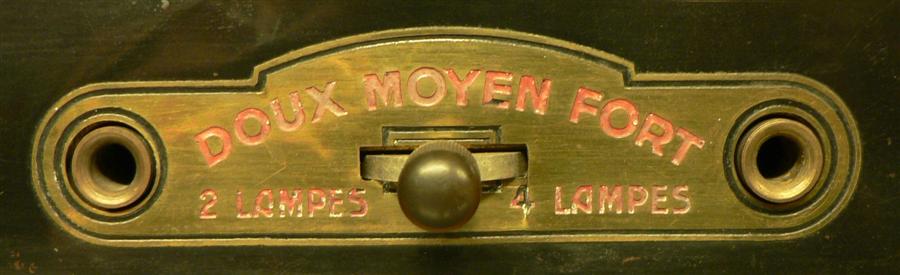 DOUX MOYEN FORT
2 LAMPES 4 LAMPES